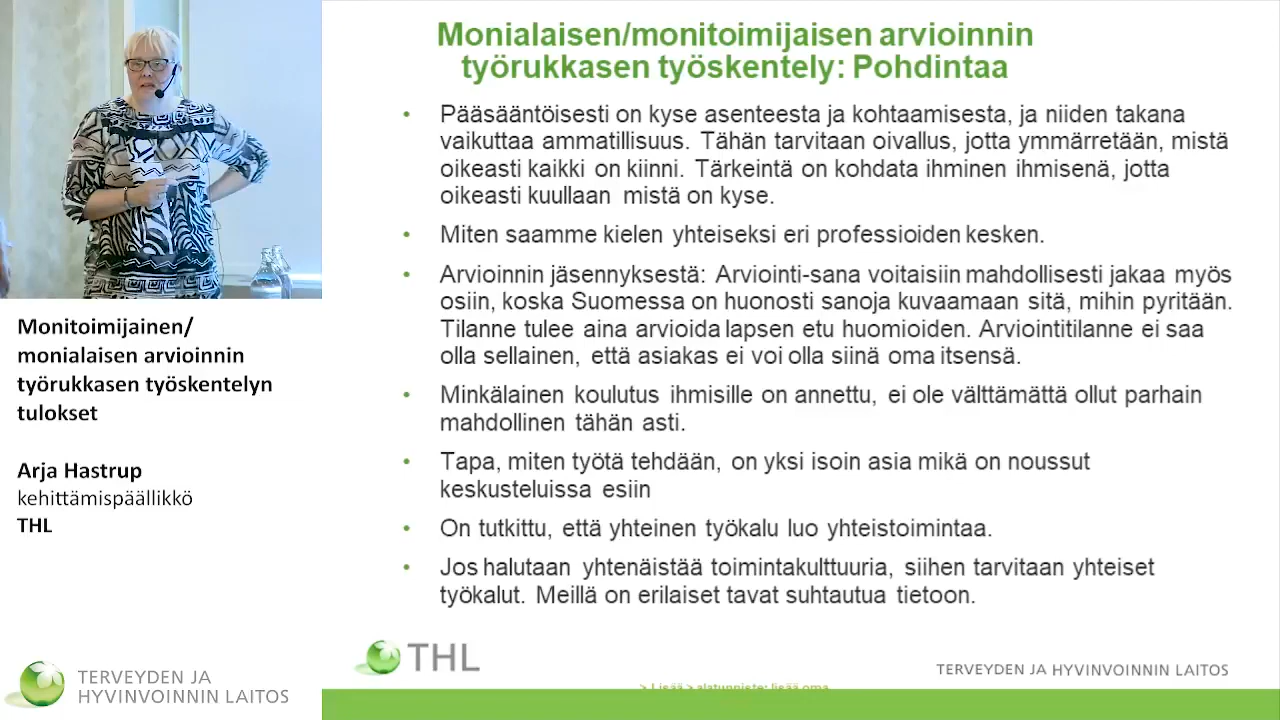 Monitoimijainen/
monialaisen arvioinnin
työrukkasen työskentelyn
tulokset
Arja Hastrup
kehittämispäällikkö
THL
TERVEYDEN JA
HYVINVOINNIN LAITOS
Monialaisen/monitoimijaisen arvioinnin
työrukkasen työskentely: Pohdintaa
• Pääsääntöisesti on kyse asenteesta ja kohtaamisesta, ja niiden takana
vaikuttaa ammatillisuus. Tähän tarvitaan oivallus, jotta ymmärretään, mistä
oikeasti kaikki on kiinni. Tärkeintä on kohdata ihminen ihmisenä, jotta
oikeasti kuullaan mistä on kyse.
• Miten saamme kielen yhteiseksi eri professioiden kesken.
• Arvioinnin jäsennyksestä: Arviointi-sana voitaisiin mahdollisesti jakaa myös
osiin, koska Suomessa on huonosti sanoja kuvaamaan sitä, mihin pyritään.
Tilanne tulee aina arvioida lapsen etu huomioiden. Arviointitilanne ei saa
olla sellainen, että asiakas ei voi olla siinä oma itsensä.
• Minkälainen koulutus ihmisille on annettu, ei ole välttämättä ollut parhain
mahdollinen tähän asti.
• Tapa, miten työtä tehdään, on yksi isoin asia mikä on noussut
keskusteluissa esiin
• On tutkittu, että yhteinen työkalu luo yhteistoimintaa.
• Jos halutaan yhtenäistää toimintakulttuuria, siihen tarvitaan yhteiset
työkalut. Meillä on erilaiset tavat suhtautua tietoon.
THL
TERVEYDEN JA HYVINVOINNIN LAITOS
> Lisää > alatunniste: lisää oma